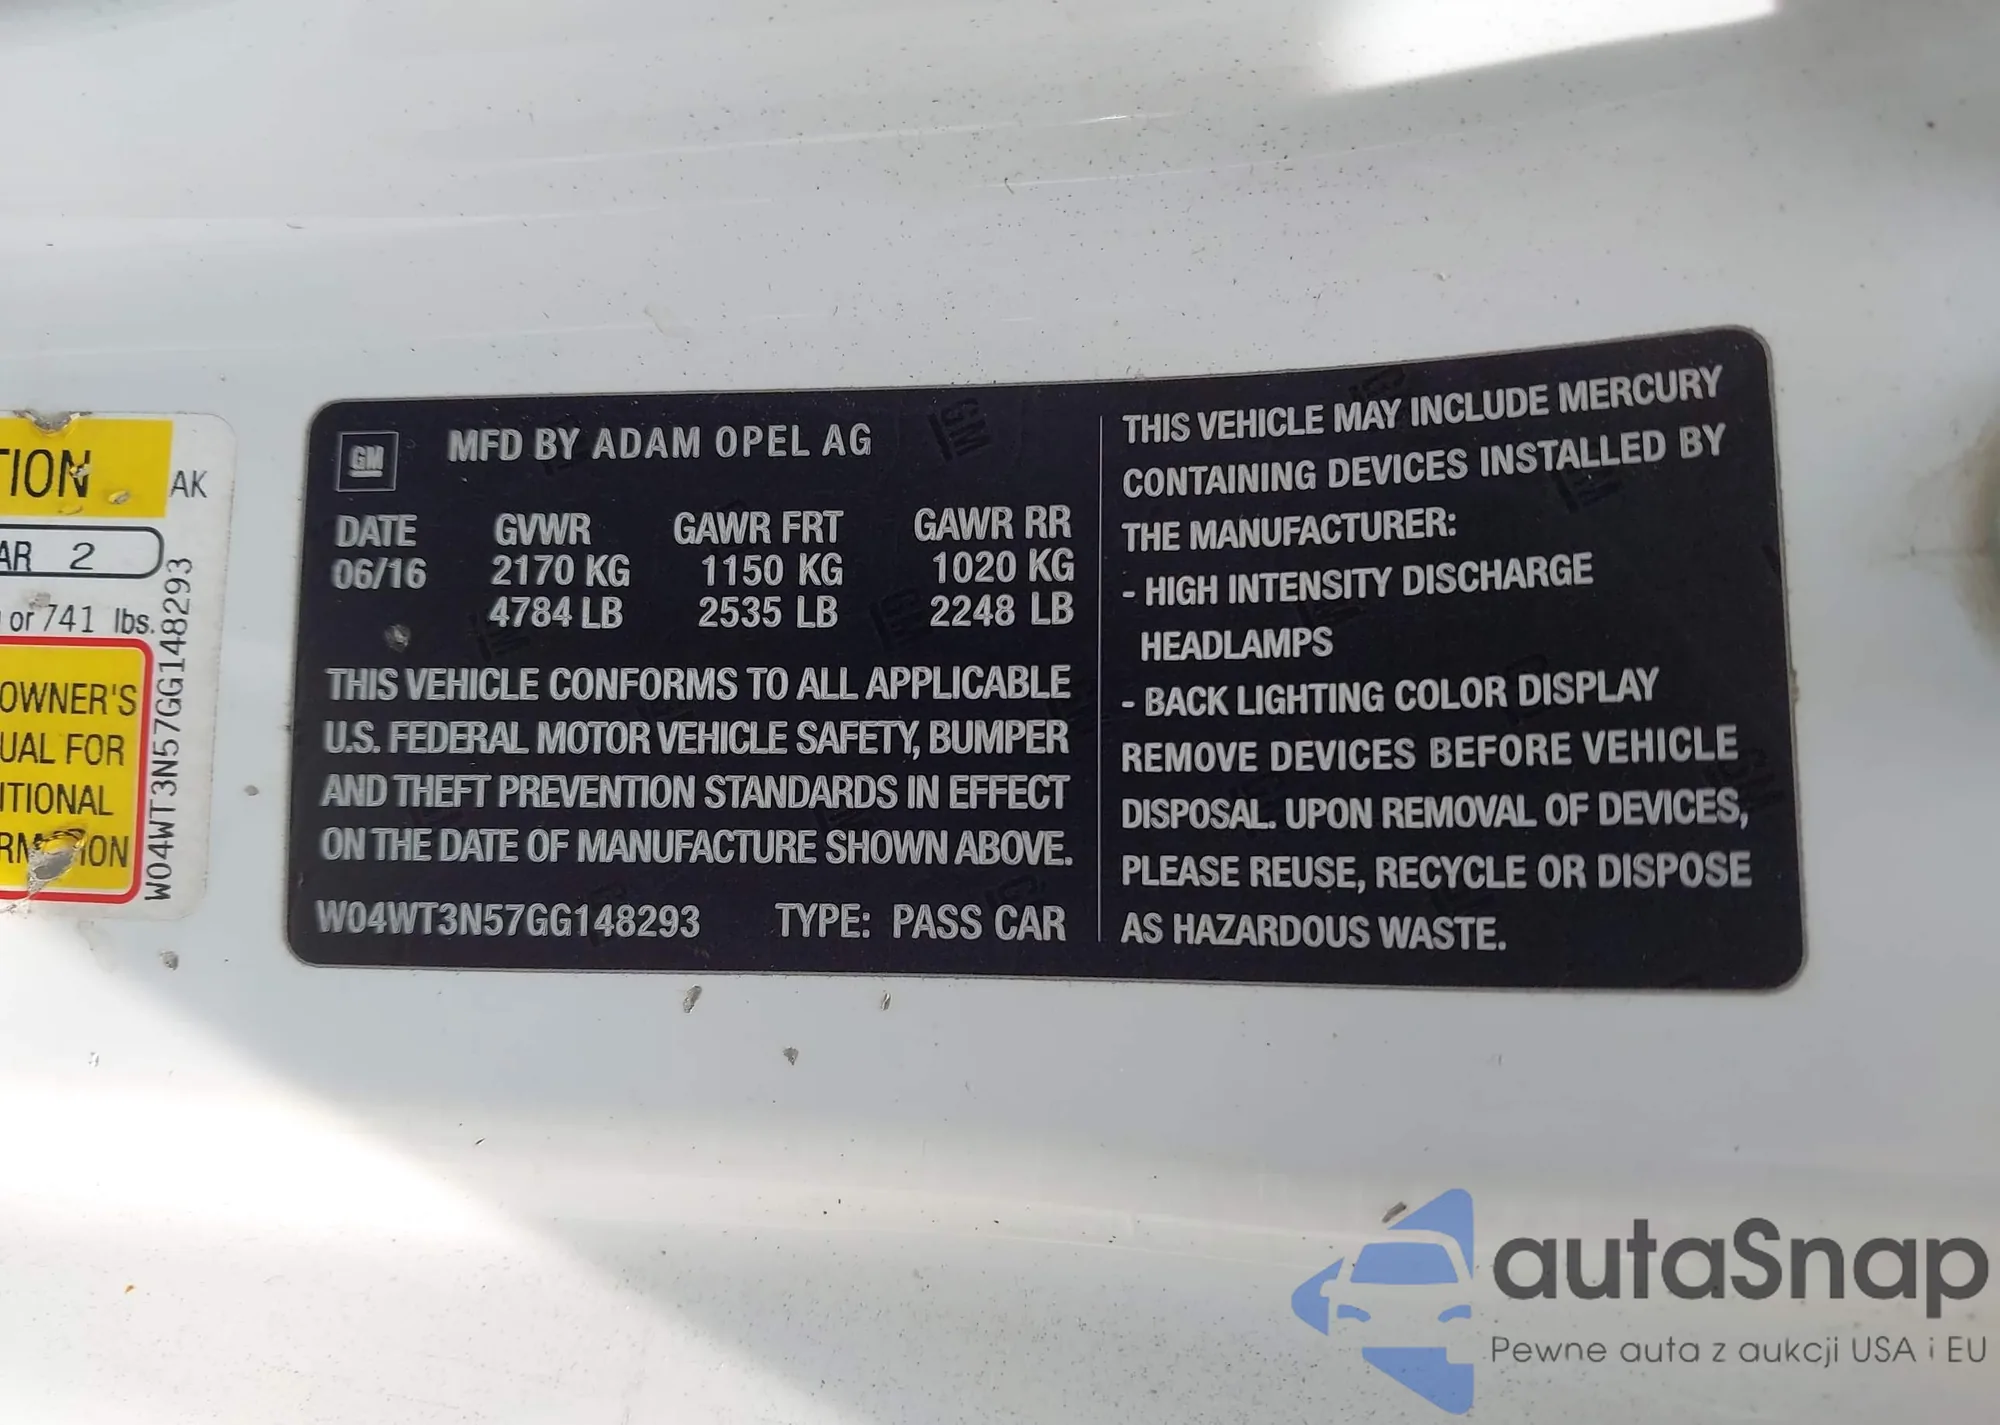 TION
AK
AR 2
or 741 lbs.
OWNER'S
UAL FOR
ITIONAL
RMATION
W04WT3N57GG148293
GM
MFD BY ADAM OPEL AG
DATE GVWR GAWR FRT GAWR RR
06/16 2170 KG 1150 KG 1020 KG
4784 LB 2535 LB 2248 LB
THIS VEHICLE CONFORMS TO ALL APPLICABLE
U.S. FEDERAL MOTOR VEHICLE SAFETY, BUMPER
AND THEFT PREVENTION STANDARDS IN EFFECT
ON THE DATE OF MANUFACTURE SHOWN ABOVE.
W04WT3N57GG148293 TYPE: PASS CAR
THIS VEHICLE MAY INCLUDE MERCURY
CONTAINING DEVICES INSTALLED BY
THE MANUFACTURER:
- HIGH INTENSITY DISCHARGE
HEADLAMPS
- BACK LIGHTING COLOR DISPLAY
REMOVE DEVICES BEFORE VEHICLE
DISPOSAL. UPON REMOVAL OF DEVICES,
PLEASE REUSE, RECYCLE OR DISPOSE
AS HAZARDOUS WASTE.
autaSnap
Pewne auta z aukcji USA i EU